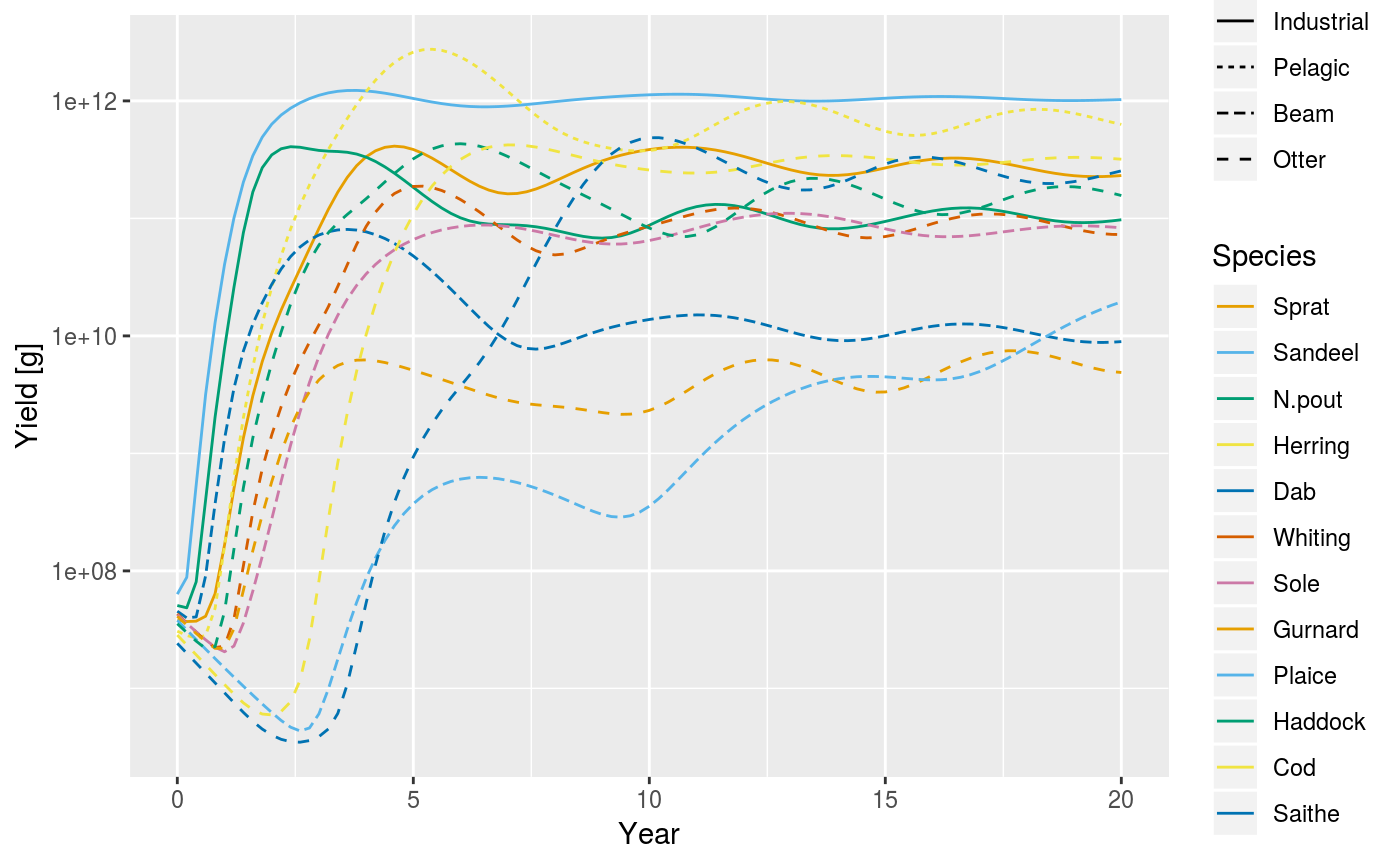 Yield [g]
1e+12
1e+10
1e+08
0 5 10 15 20
Year
Industrial
Pelagic
Beam
Otter
Species
Sprat
Sandeel
N.pout
Herring
Dab
Whiting
Sole
Gurnard
Plaice
Haddock
Cod
Saithe